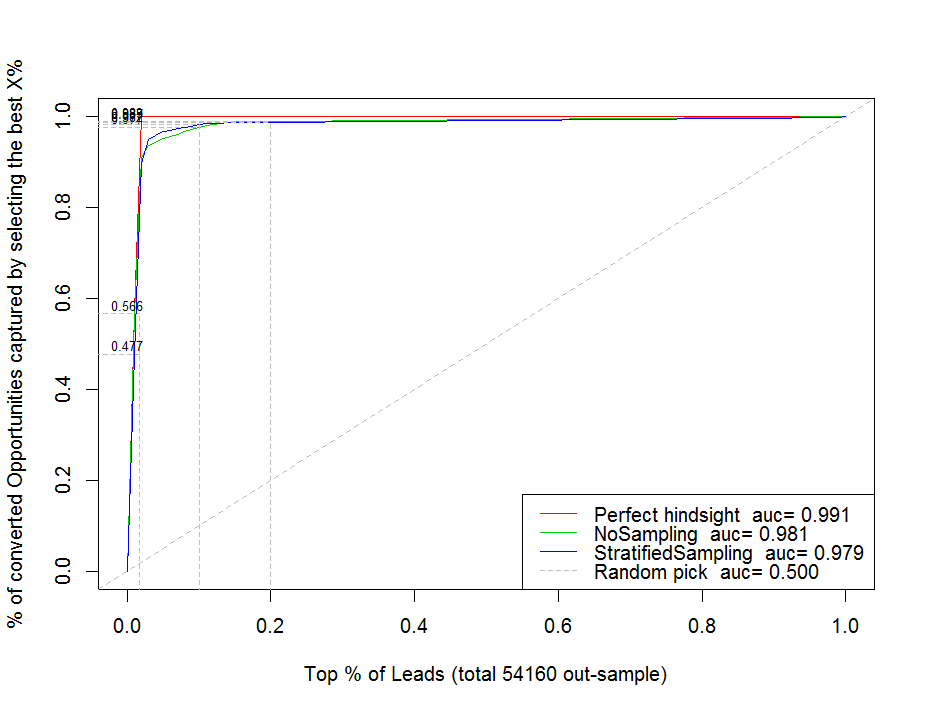 % of converted Opportunities captured by selecting the best X%
1.0
0.8
0.6
0.4
0.2
0.0
0.566
0.477
Perfect hindsight auc= 0.991
NoSampling auc= 0.981
StratifiedSampling auc= 0.979
Random pick auc= 0.500
0.0 0.2 0.4 0.6 0.8 1.0
Top % of Leads (total 54160 out-sample)